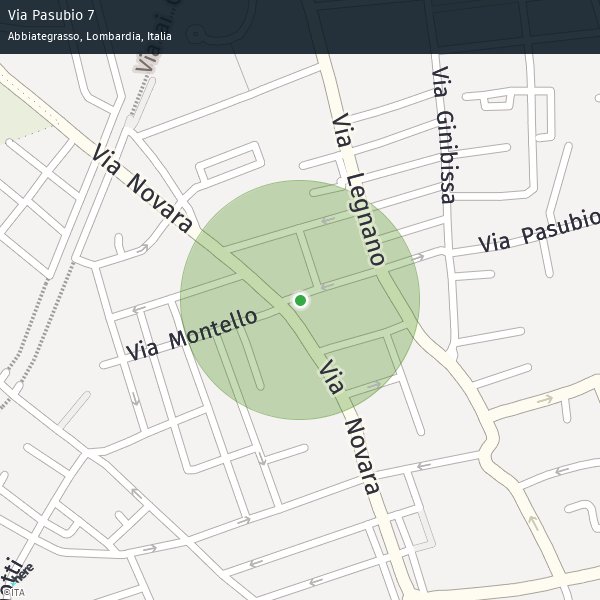 Via Pasubio 7
Abbiategrasso, Lombardia, Italia
Via Ginibissa
Via Legnano
Via Novara
Via Pasubio
Via Montello
Via Novara
here
©ITA